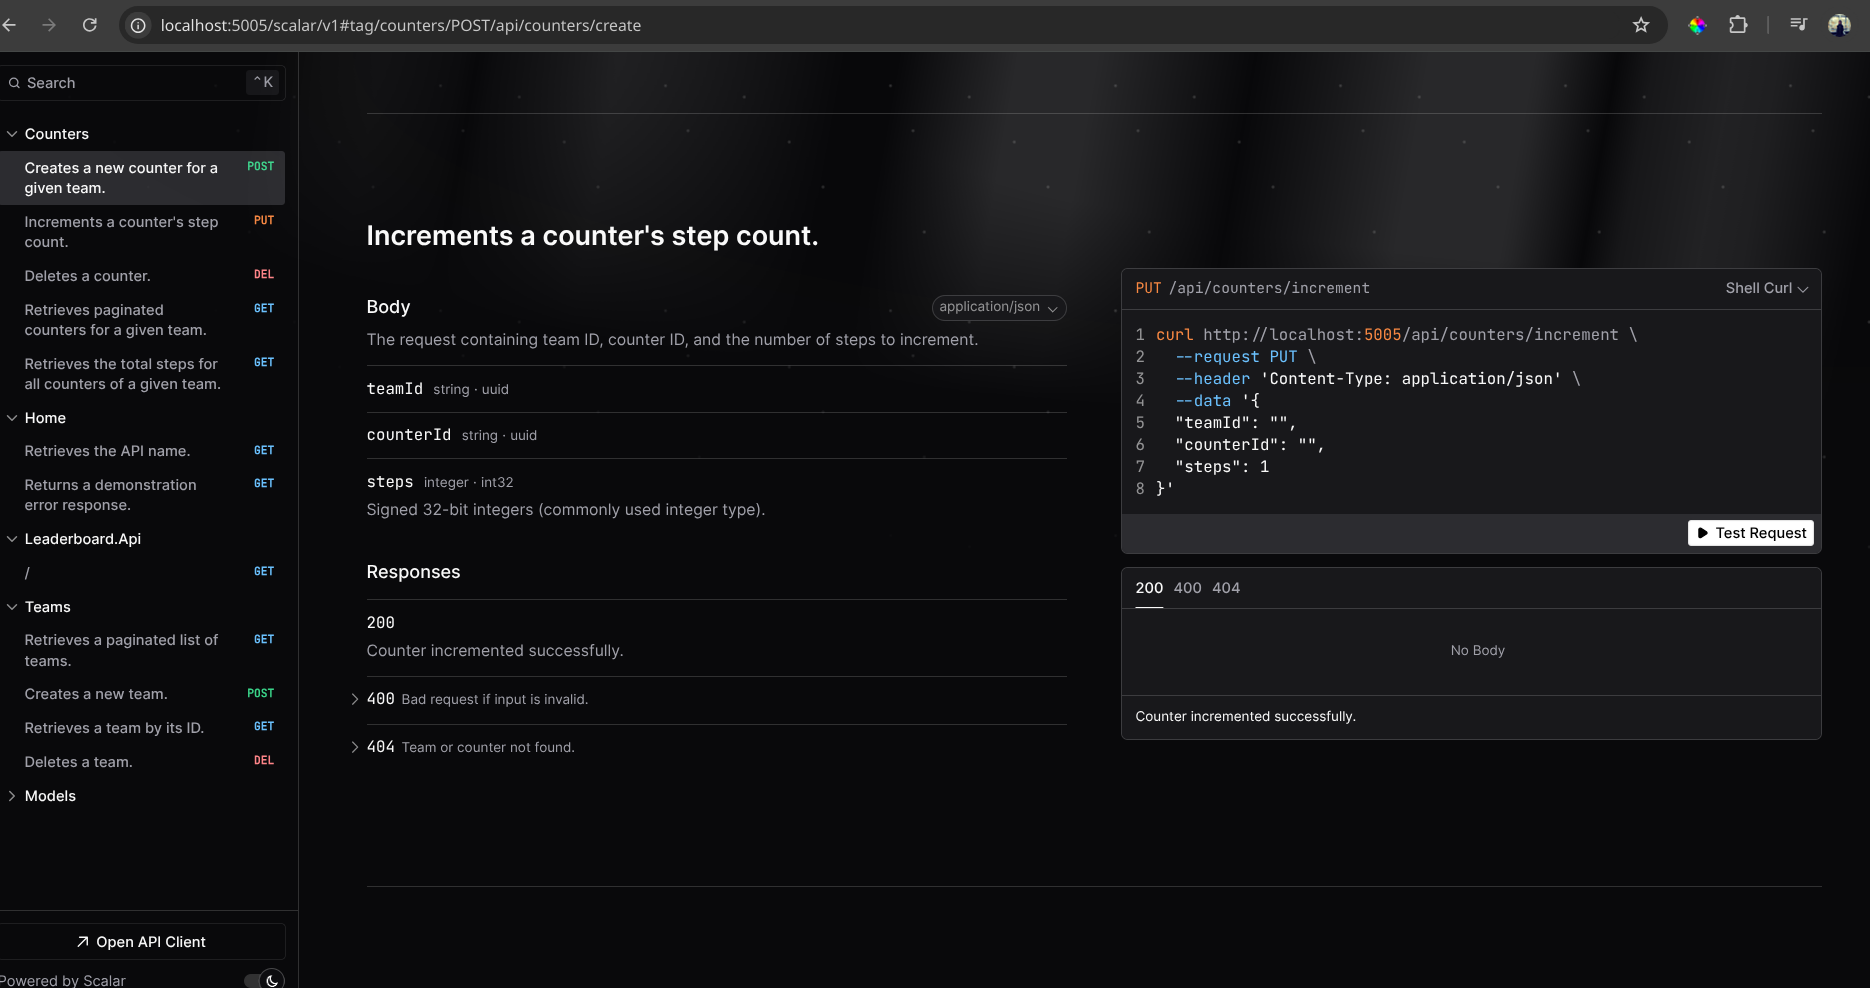 localhost:5005/scalar/v1#tag/counters/POST/api/counters/create
Search
^K
Counters
Creates a new counter for a given team. POST
Increments a counter's step count. PUT
Deletes a counter. DEL
Retrieves paginated counters for a given team. GET
Retrieves the total steps for all counters of a given team. GET
Home
Retrieves the API name. GET
Returns a demonstration error response. GET
Leaderboard.Api
/ GET
Teams
Retrieves a paginated list of teams. GET
Creates a new team. POST
Retrieves a team by its ID. GET
Deletes a team. DEL
Models
Open API Client
Powered by Scalar
Increments a counter's step count.
Body
application/json
The request containing team ID, counter ID, and the number of steps to increment.
teamId string · uuid
counterId string · uuid
steps integer · int32
Signed 32-bit integers (commonly used integer type).
Responses
200
Counter incremented successfully.
400 Bad request if input is invalid.
404 Team or counter not found.
PUT /api/counters/increment
Shell Curl
1 curl http://localhost:5005/api/counters/increment \
2 --request PUT \
3 --header 'Content-Type: application/json' \
4 --data '{
5 "teamId": "",
6 "counterId": "",
7 "steps": 1
8 }'
Test Request
200 400 404
No Body
Counter incremented successfully.